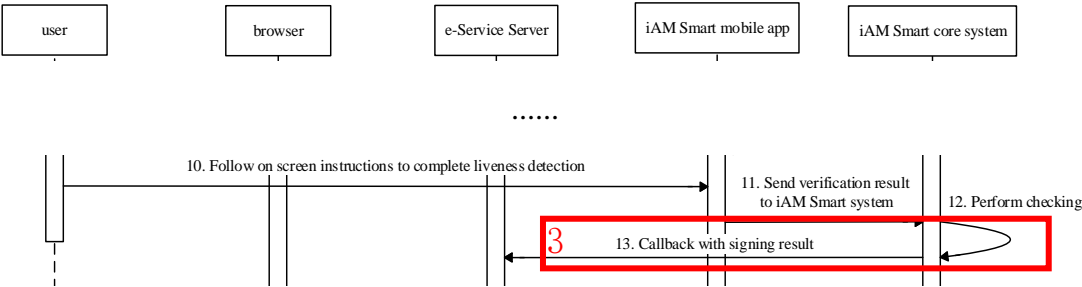 user
browser
e-Service Server
iAM Smart mobile app
iAM Smart core system
......
10. Follow on screen instructions to complete liveness detection
11. Send verification result
to iAM Smart system
12. Perform checking
3
13. Callback with signing result